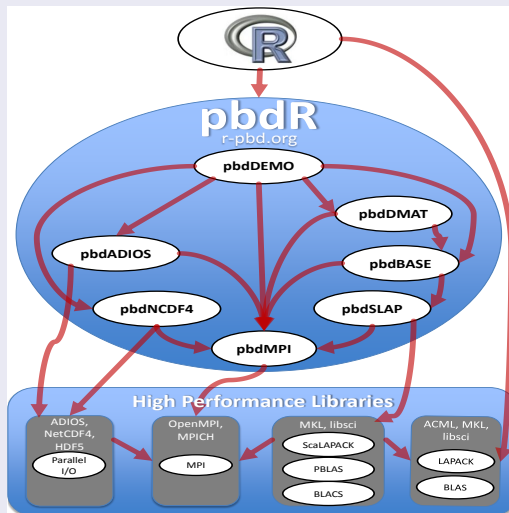 R
pbdR
r-pbd.org
pbdDEMO
pbdDMAT
pbdADIOS
pbdBASE
pbdNCDF4
pbdSLAP
pbdMPI
High Performance Libraries
ADIOS,
NetCDF4,
HDF5
Parallel
I/O
OpenMPI,
MPICH
MPI
MKL, libsci
ScaLAPACK
PBLAS
BLACS
ACML, MKL,
libsci
LAPACK
BLAS